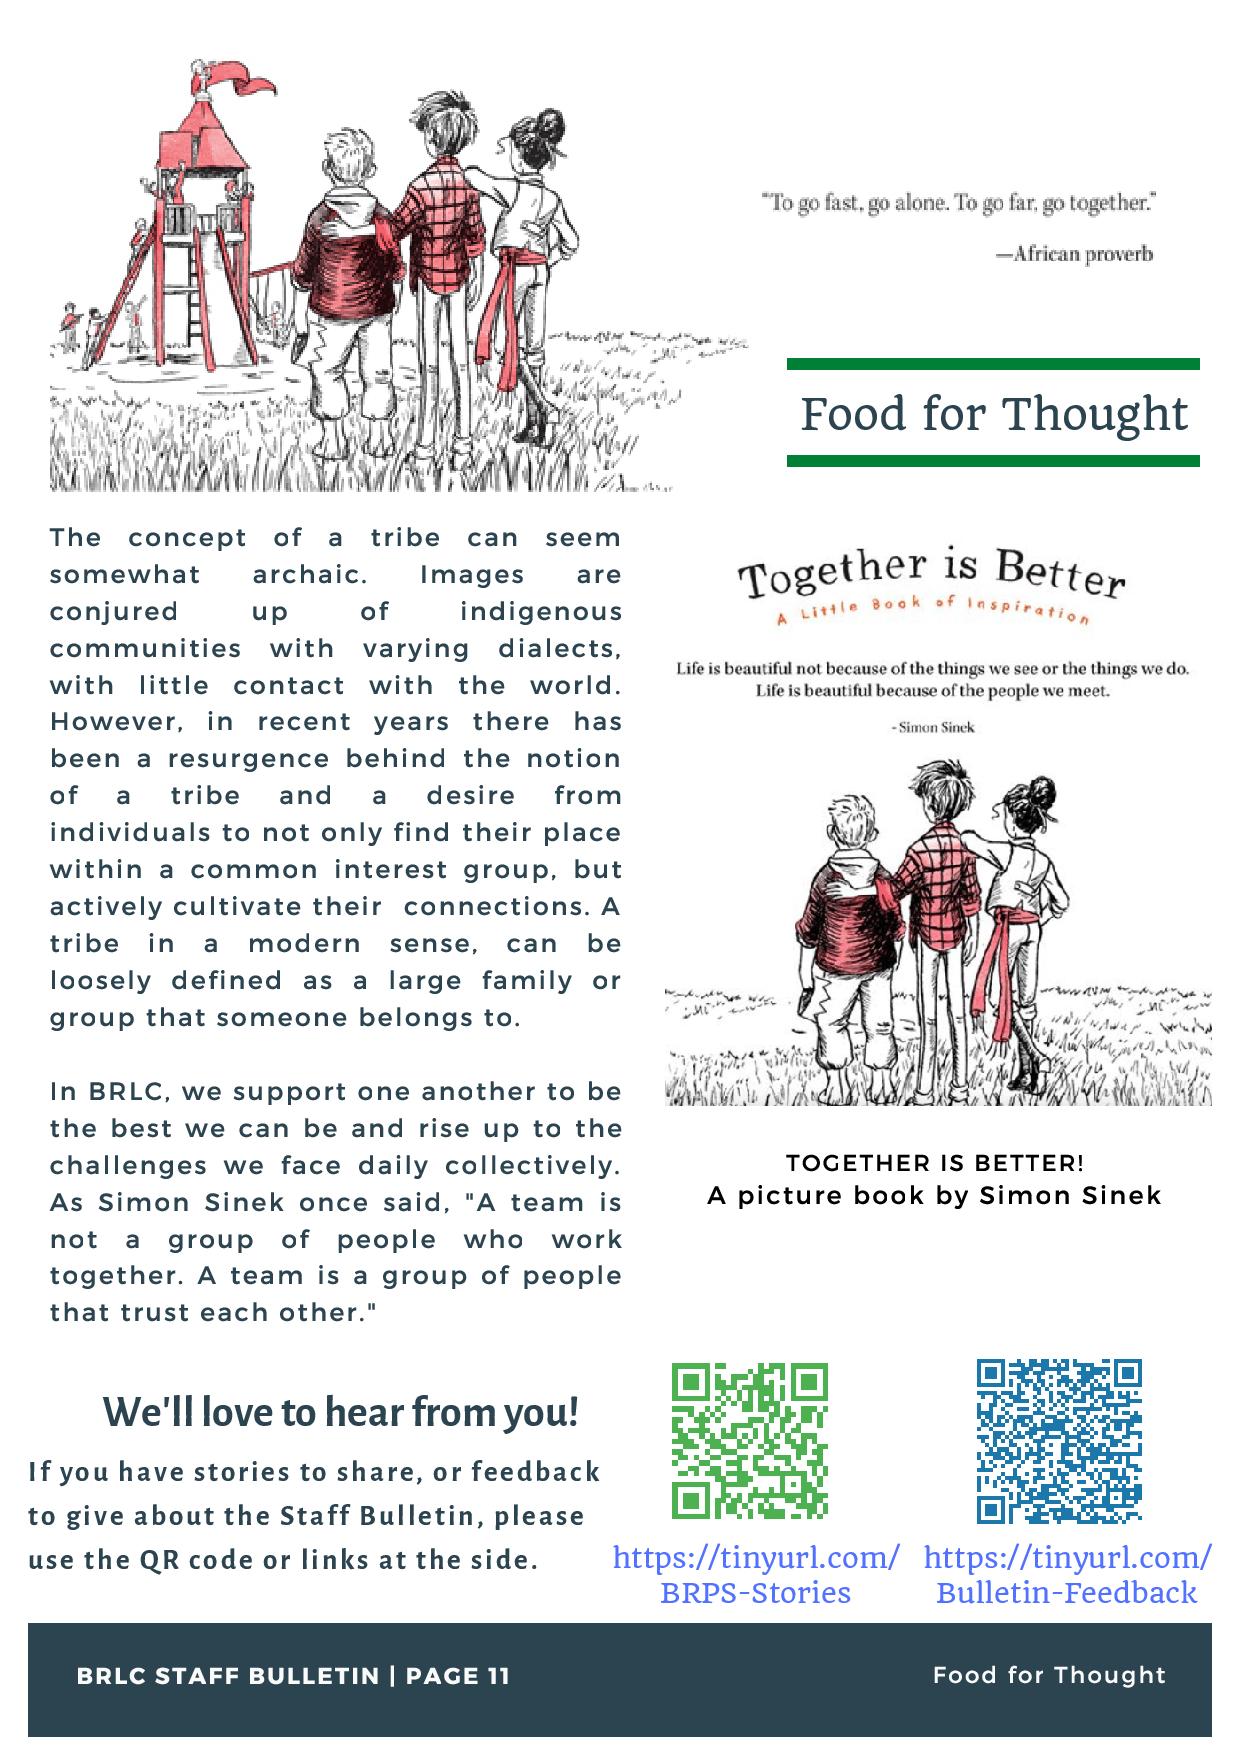 "To go fast, go alone. To go far, go together."
—African proverb
Food for Thought
The concept of a tribe can seem
somewhat archaic. Images are
conjured up of indigenous
communities with varying dialects,
with little contact with the world.
However, in recent years there has
been a resurgence behind the notion
of a tribe and a desire from
individuals to not only find their place
within a common interest group, but
actively cultivate their connections. A
tribe in a modern sense, can be
loosely defined as a large family or
group that someone belongs to.
In BRLC, we support one another to be
the best we can be and rise up to the
challenges we face daily collectively.
As Simon Sinek once said, "A team is
not a group of people who work
together. A team is a group of people
that trust each other."
Together is Better
A Little Book of Inspiration
Life is beautiful not because of the things we see or the things we do.
Life is beautiful because of the people we meet.
- Simon Sinek
TOGETHER IS BETTER!
A picture book by Simon Sinek
We'll love to hear from you!
If you have stories to share, or feedback
to give about the Staff Bulletin, please
use the QR code or links at the side.
https://tinyurl.com/
BRPS-Stories
https://tinyurl.com/
Bulletin-Feedback
BRLC STAFF BULLETIN | PAGE 11
Food for Thought